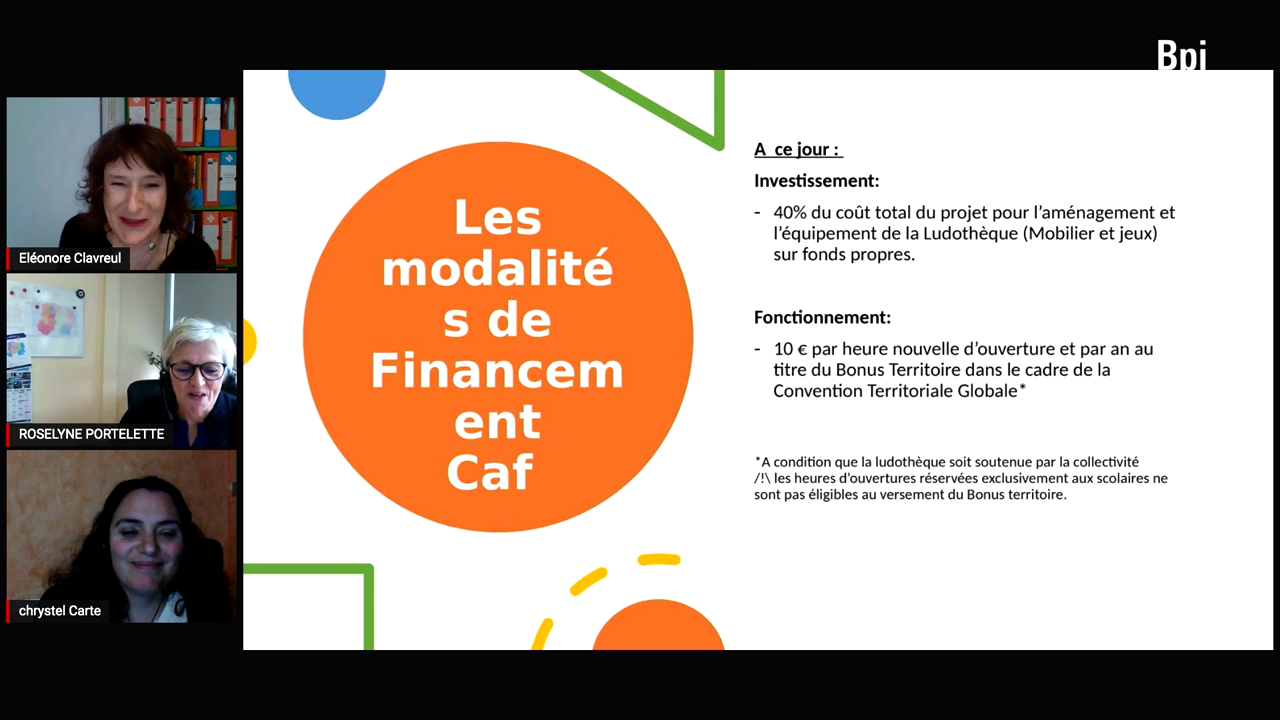 Bpi
Eléonore Clavreul
ROSELYNE PORTELETTE
chrystel Carte
Les
modalité
s de
Financem
ent
Caf
A ce jour :
Investissement:
- 40% du coût total du projet pour l’aménagement et
l’équipement de la Ludothèque (Mobilier et jeux)
sur fonds propres.
Fonctionnement:
- 10 € par heure nouvelle d’ouverture et par an au
titre du Bonus Territoire dans le cadre de la
Convention Territoriale Globale*
*A condition que la ludothèque soit soutenue par la collectivité
/!\ les heures d’ouvertures réservées exclusivement aux scolaires ne
sont pas éligibles au versement du Bonus territoire.